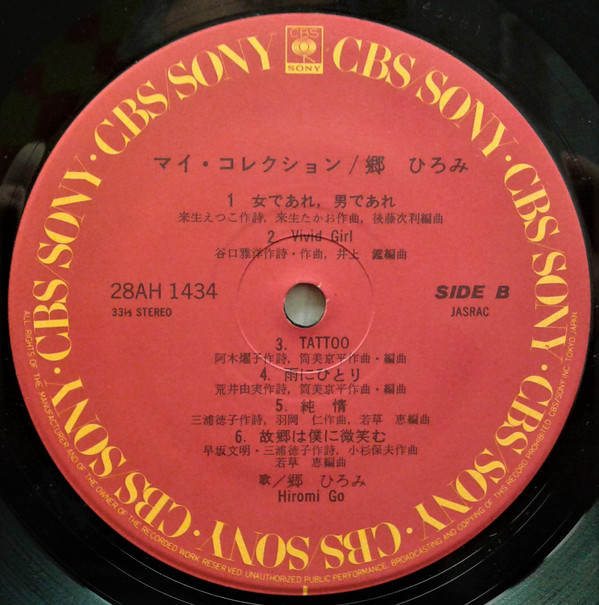 CBS
SONY
CBS/SONY · CBS/SONY · CBS/SONY · CBS/SONY · CBS/SONY · CBS/SONY · CBS/SONY · CBS/SONY
マイ・コレクション/郷 ひろみ
1 女であれ,男であれ
来生えつこ作詩,来生たかお作曲,後藤次利編曲
2. Vivid Girl
谷口雅洋作詩・作曲,井上 鑑編曲
28AH 1434
33⅓ STEREO
SIDE B
JASRAC
3. TATTOO
阿木燿子作詩,筒美京平作曲・編曲
4. 雨にひとり
荒井由実作詩,筒美京平作曲・編曲
5. 純 情
三浦徳子作詩,羽岡 仁作曲,若草 恵編曲
6. 故郷は僕に微笑む
早坂文明・三浦徳子作詩,小杉保夫作曲
若草 恵編曲
歌/郷 ひろみ
Hiromi Go
ALL RIGHTS OF THE MANUFACTURER AND OF THE OWNER OF THE RECORDED WORK RESERVED. UNAUTHORIZED PUBLIC PERFORMANCE, BROADCASTING AND COPYING OF THIS RECORD PROHIBITED. CBS/SONY INC. TOKYO JAPAN.